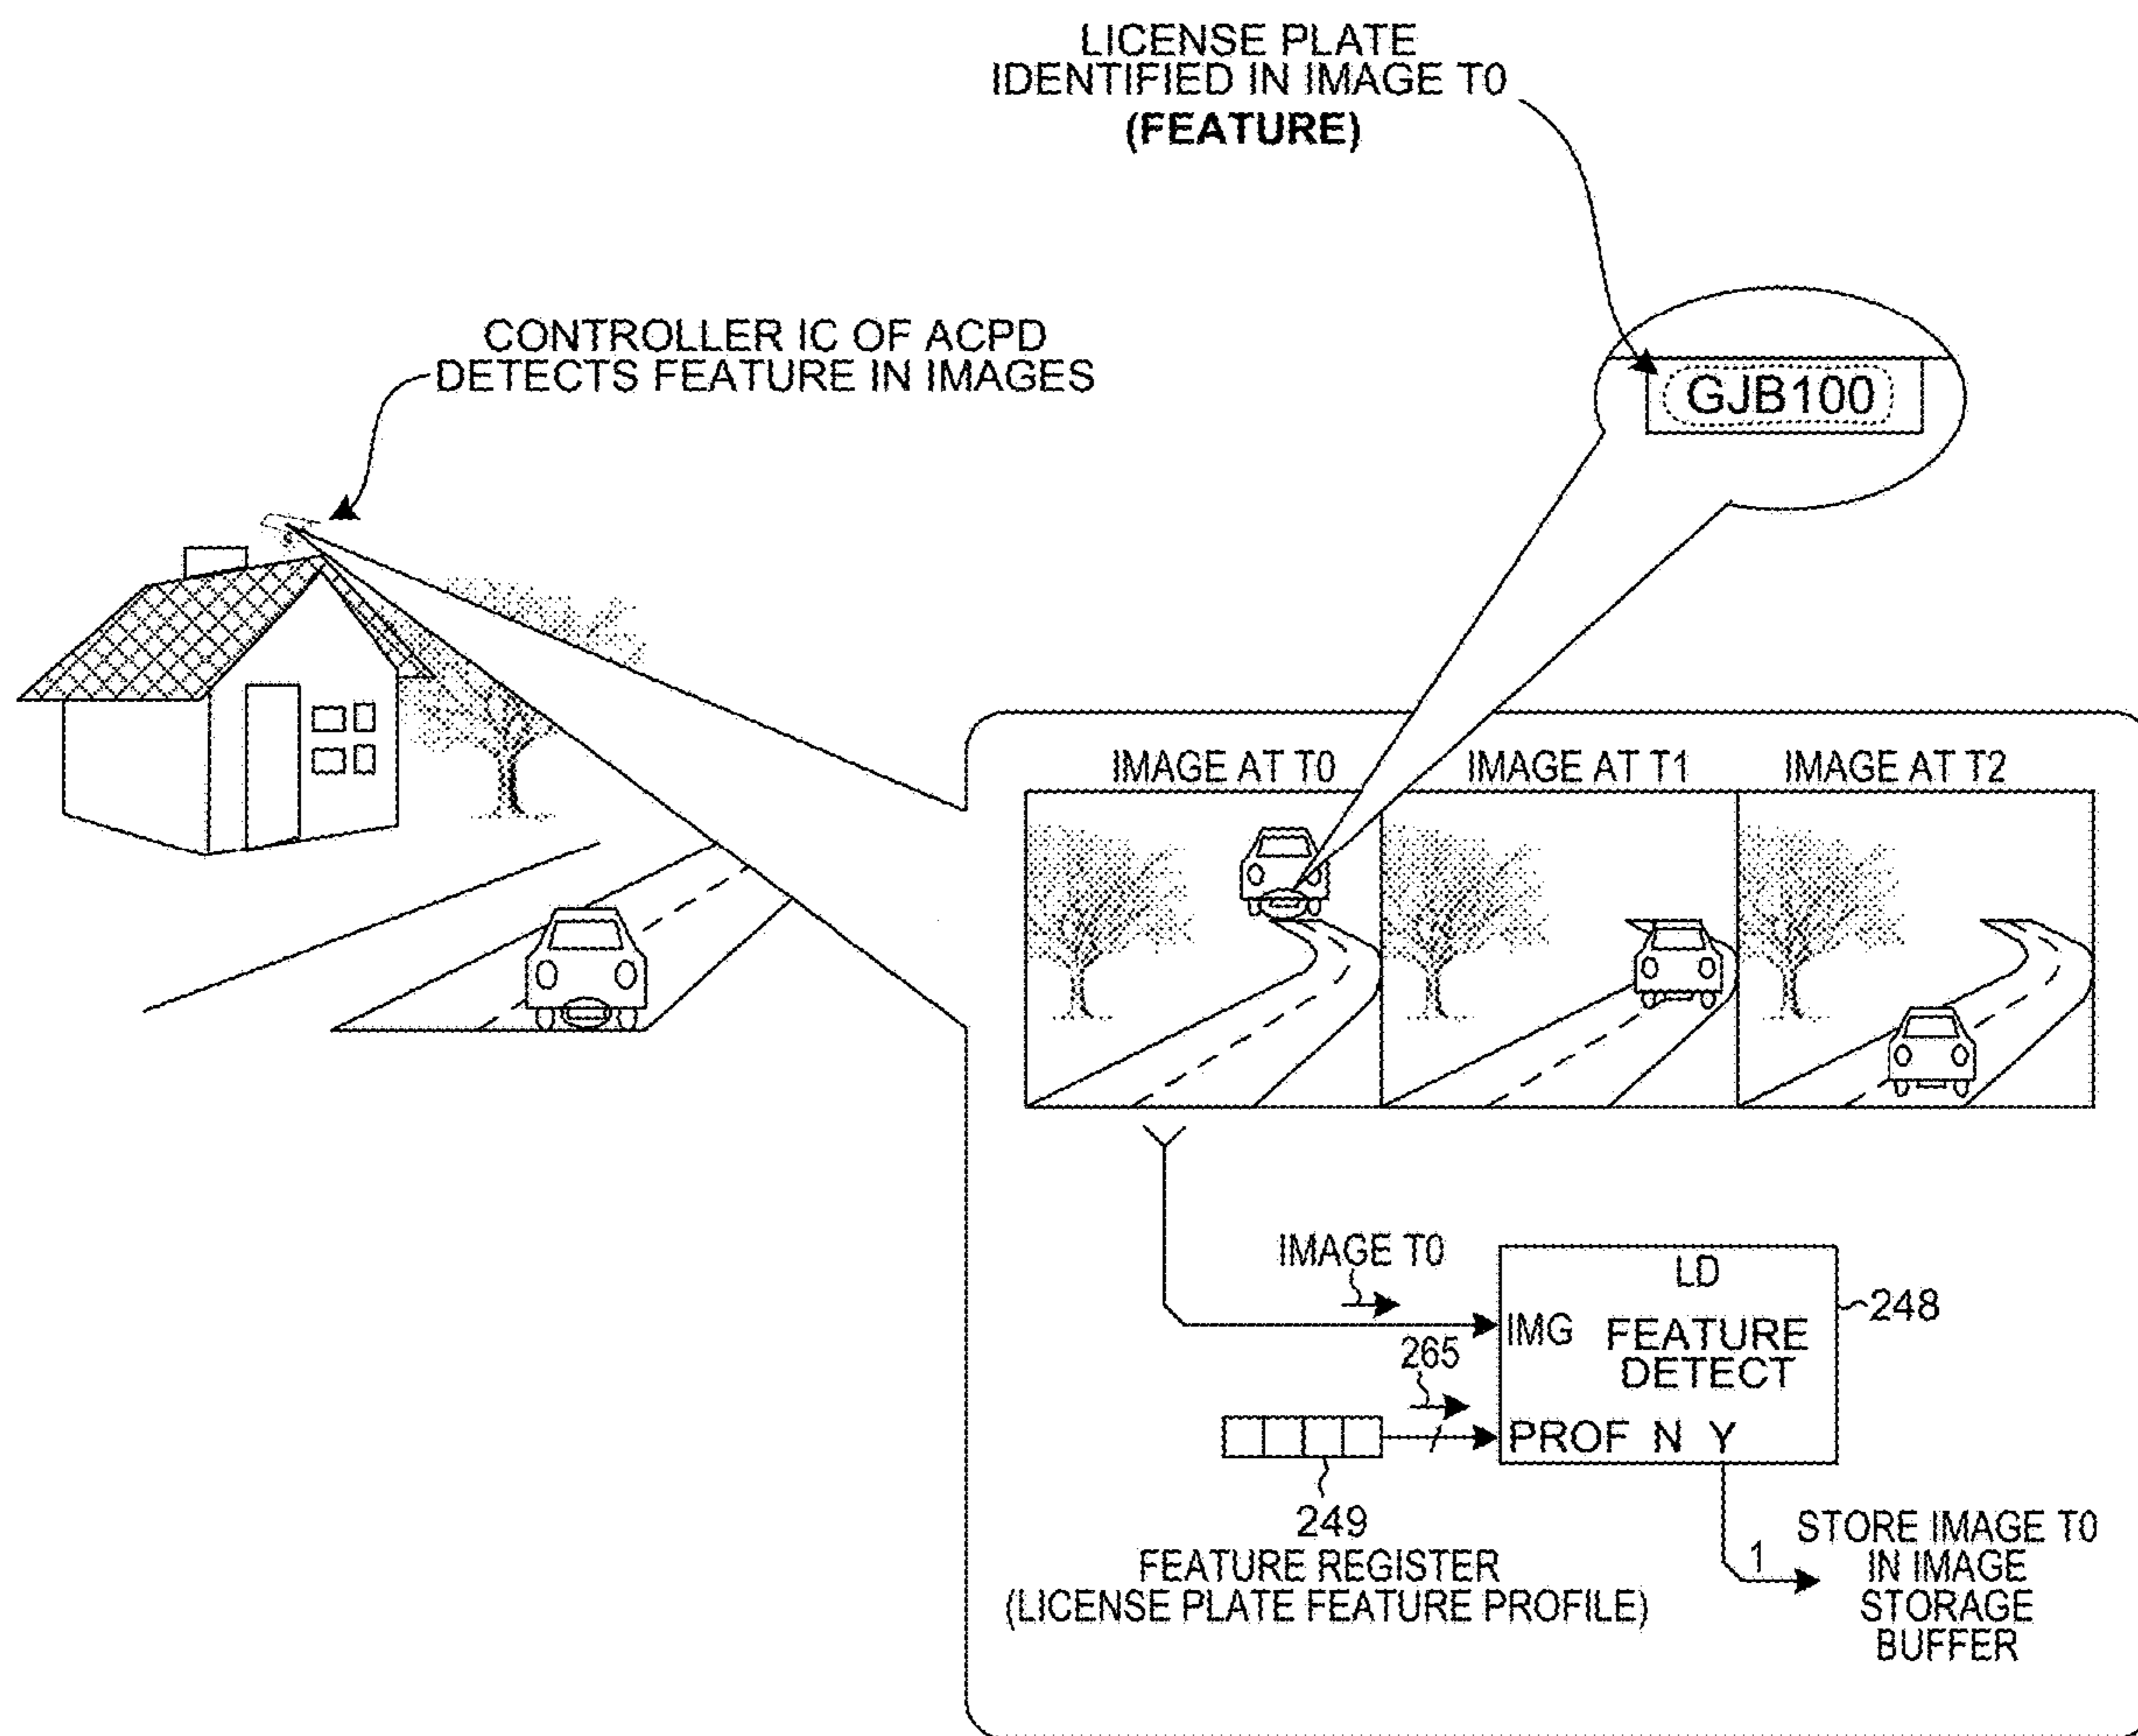 LICENSE PLATE
IDENTIFIED IN IMAGE T0
(FEATURE)
CONTROLLER IC OF ACPD
DETECTS FEATURE IN IMAGES
GJB100
IMAGE AT T0
IMAGE AT T1
IMAGE AT T2
IMAGE T0
LD
248
IMG
FEATURE
DETECT
265
PROF N Y
249
FEATURE REGISTER
(LICENSE PLATE FEATURE PROFILE)
1
STORE IMAGE T0
IN IMAGE
STORAGE
BUFFER